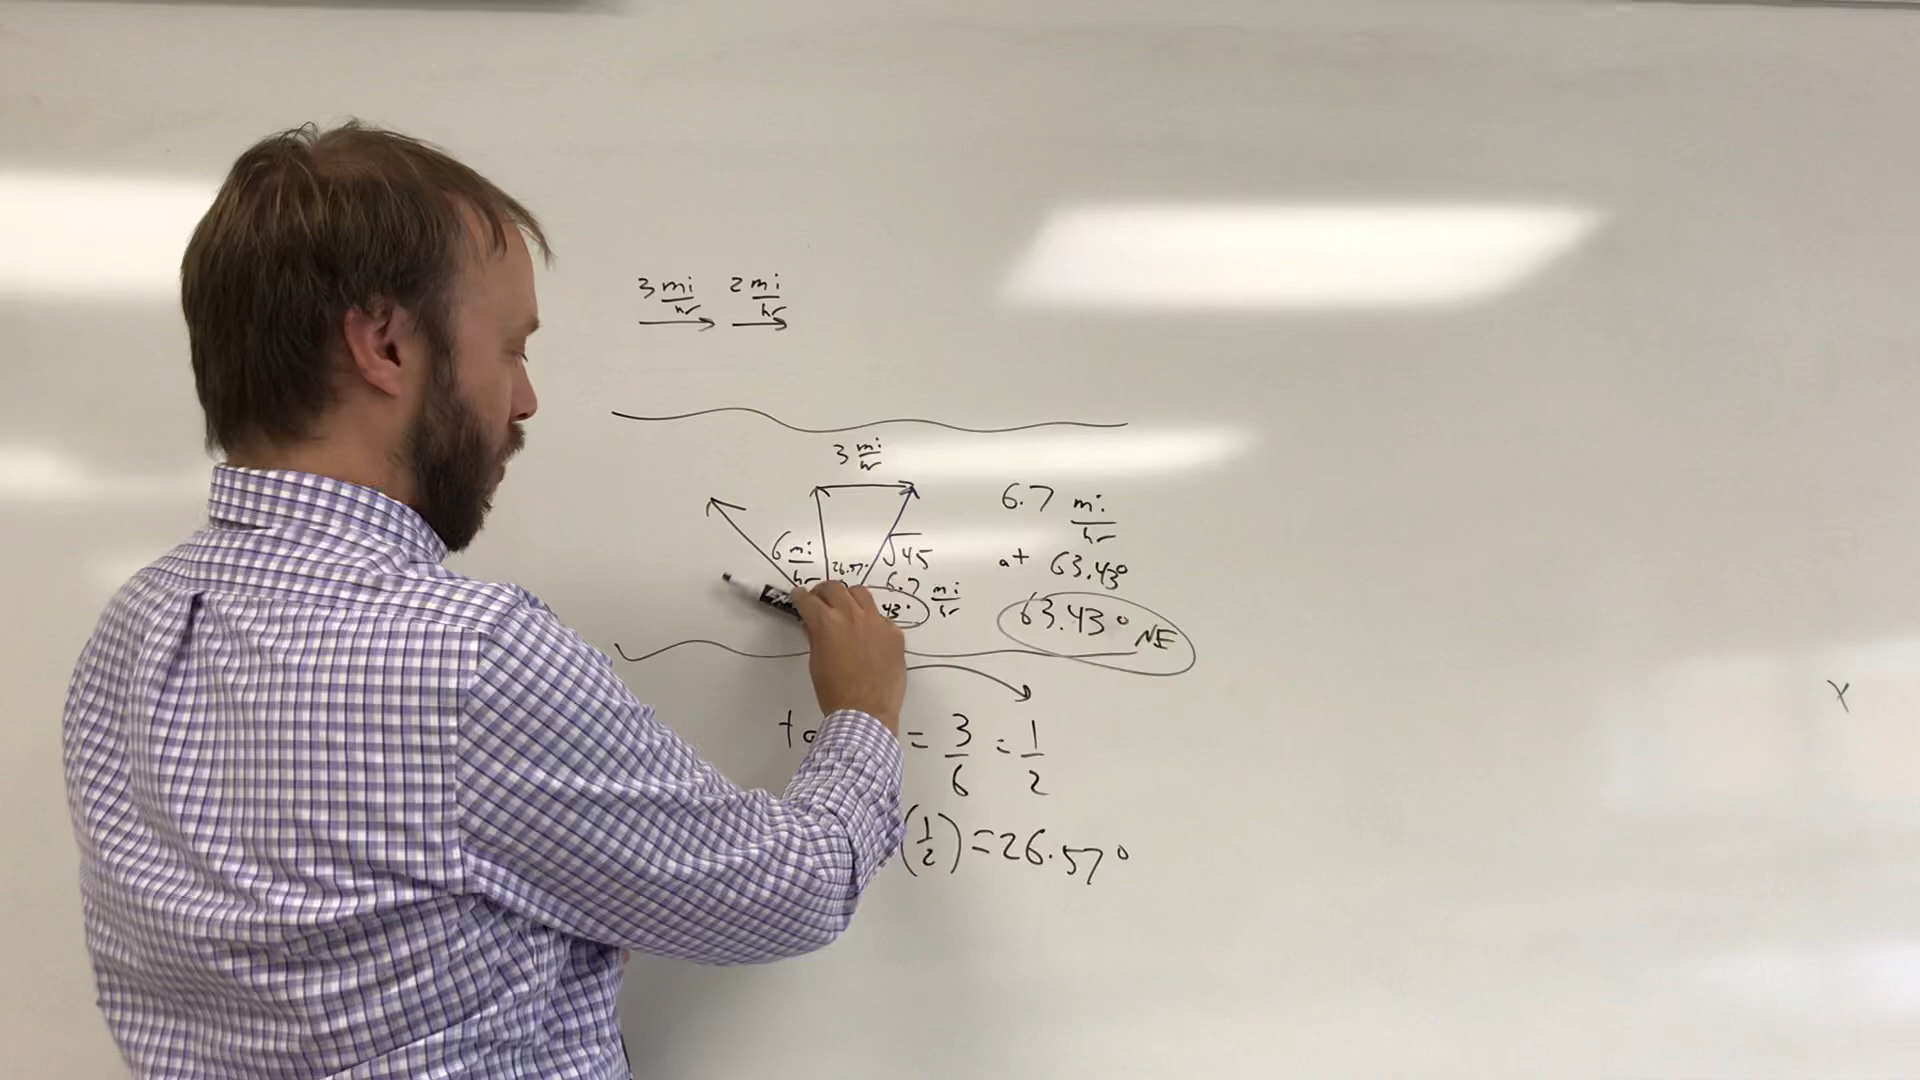 3 mi/hr 2 mi/hr
3 mi/hr
6 mi/hr 26.57° √45
6.7 mi/hr
.43°
6.7 mi/hr
at 63.43°
63.43° NE
= 3/6 = 1/2
(1/2) = 26.57°